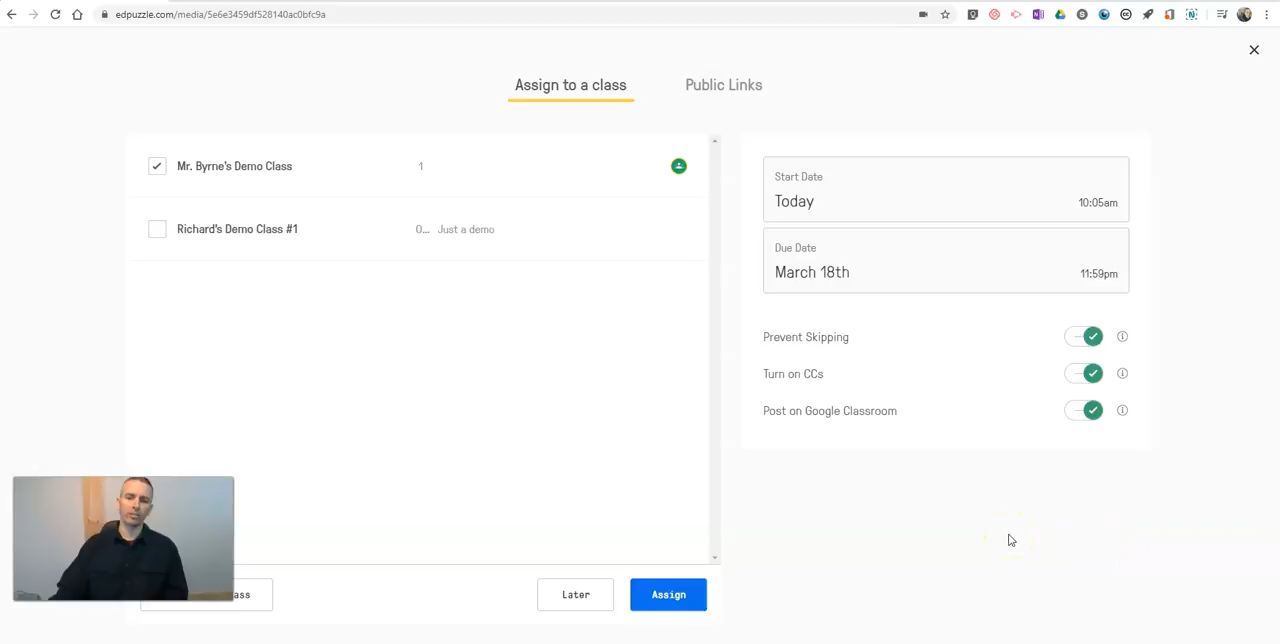 edpuzzle.com/media/5e6e3459df528140ac0bfc9a
Assign to a class
Public Links
Mr. Byrne's Demo Class 1
Richard's Demo Class #1 0... Just a demo
Start Date
Today 10:05am
Due Date
March 18th 11:59pm
Prevent Skipping
Turn on CCs
Post on Google Classroom
ass
Later
Assign